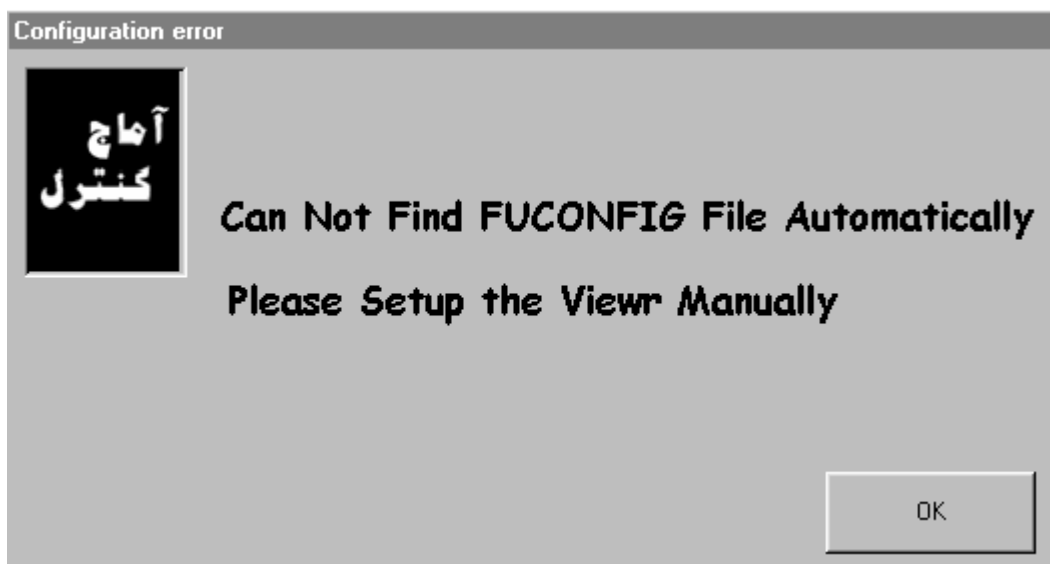 Configuration error
آماج
کنترل
Can Not Find FUCONFIG File Automatically
Please Setup the Viewr Manually
OK